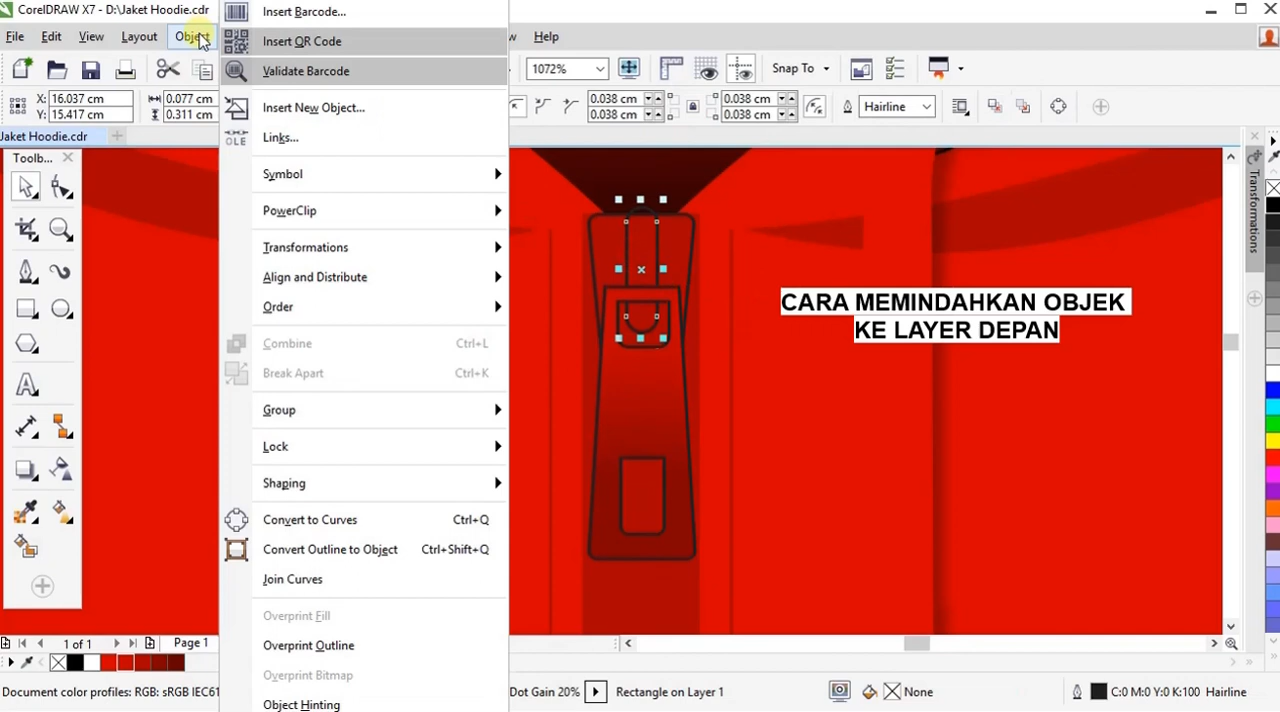 CorelDRAW X7 - D:\Jaket Hoodie.cdr
File Edit View Layout Object Help
1072% Snap To
X: 16.037 cm 0.077 cm 0.038 cm 0.038 cm Hairline
Y: 15.417 cm 0.311 cm 0.038 cm 0.038 cm
Jaket Hoodie.cdr
Toolb...
Insert Barcode...
Insert QR Code
Validate Barcode
Insert New Object...
OLE Links...
Symbol
PowerClip
Transformations
Align and Distribute
Order
Combine Ctrl+L
Break Apart Ctrl+K
Group
Lock
Shaping
Convert to Curves Ctrl+Q
Convert Outline to Object Ctrl+Shift+Q
Join Curves
Overprint Fill
Overprint Outline
Overprint Bitmap
Object Hinting
CARA MEMINDAHKAN OBJEK
KE LAYER DEPAN
Transformations
1 of 1 Page 1
Document color profiles: RGB: sRGB IEC61 Dot Gain 20% Rectangle on Layer 1 None C:0 M:0 Y:0 K:100 Hairline